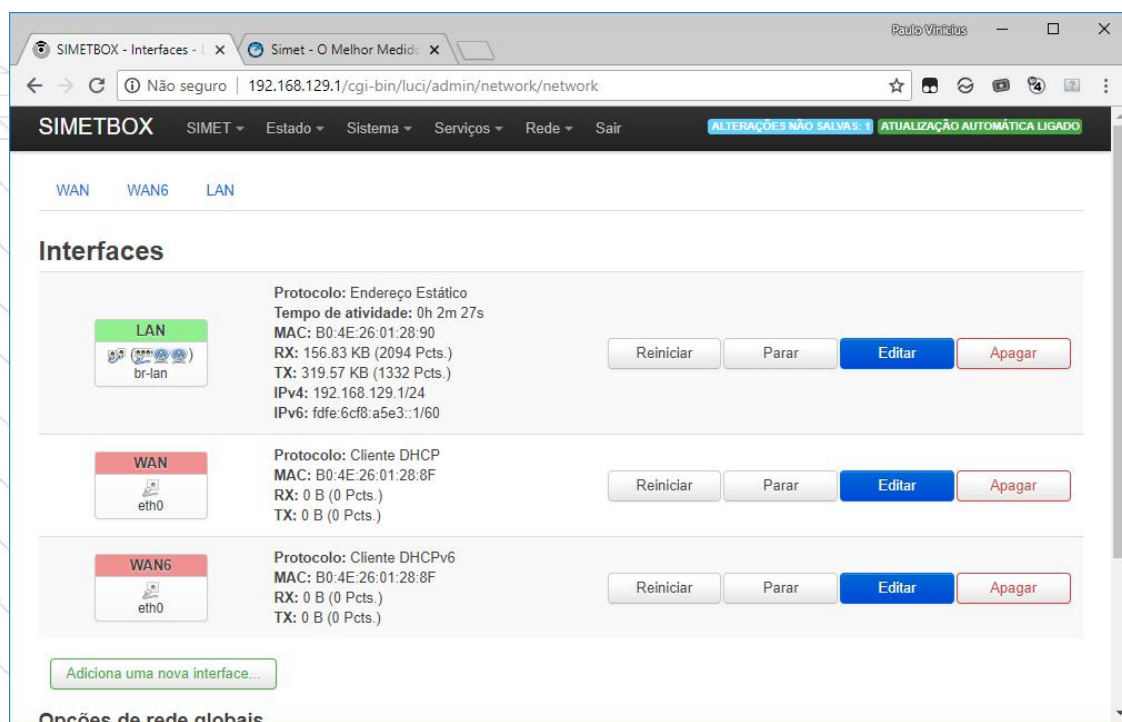 Paulo Vinicius
SIMETBOX - Interfaces - L
Simet - O Melhor Medido
Não seguro | 192.168.129.1/cgi-bin/luci/admin/network/network
SIMETBOX SIMET Estado Sistema Serviços Rede Sair ALTERAÇÕES NÃO SALVAS: 1 ATUALIZAÇÃO AUTOMÁTICA LIGADO
WAN WAN6 LAN
Interfaces
LAN
br-lan
Protocolo: Endereço Estático
Tempo de atividade: 0h 2m 27s
MAC: B0:4E:26:01:28:90
RX: 156.83 KB (2094 Pcts.)
TX: 319.57 KB (1332 Pcts.)
IPv4: 192.168.129.1/24
IPv6: fdfe:6cf8:a5e3::1/60
Reiniciar Parar Editar Apagar
WAN
eth0
Protocolo: Cliente DHCP
MAC: B0:4E:26:01:28:8F
RX: 0 B (0 Pcts.)
TX: 0 B (0 Pcts.)
Reiniciar Parar Editar Apagar
WAN6
eth0
Protocolo: Cliente DHCPv6
MAC: B0:4E:26:01:28:8F
RX: 0 B (0 Pcts.)
TX: 0 B (0 Pcts.)
Reiniciar Parar Editar Apagar
Adiciona uma nova interface...
Opções de rede globais